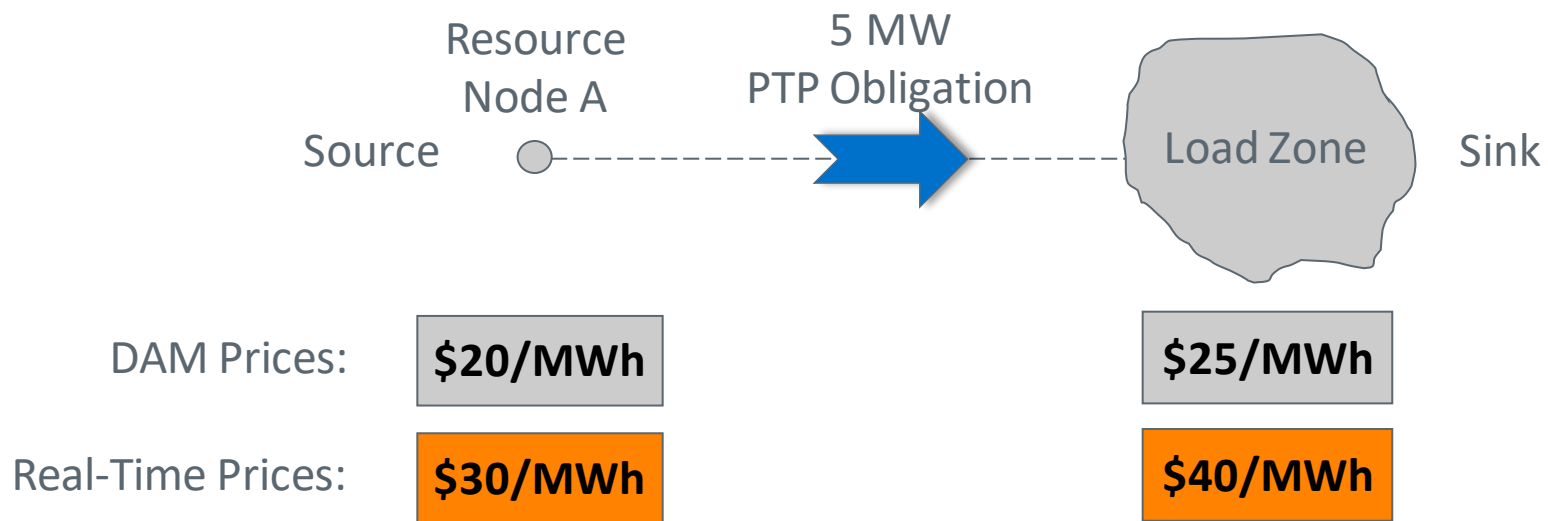 Resource
Node A
5 MW
PTP Obligation
Source
Load Zone
Sink
DAM Prices:
$20/MWh
$25/MWh
Real-Time Prices:
$30/MWh
$40/MWh